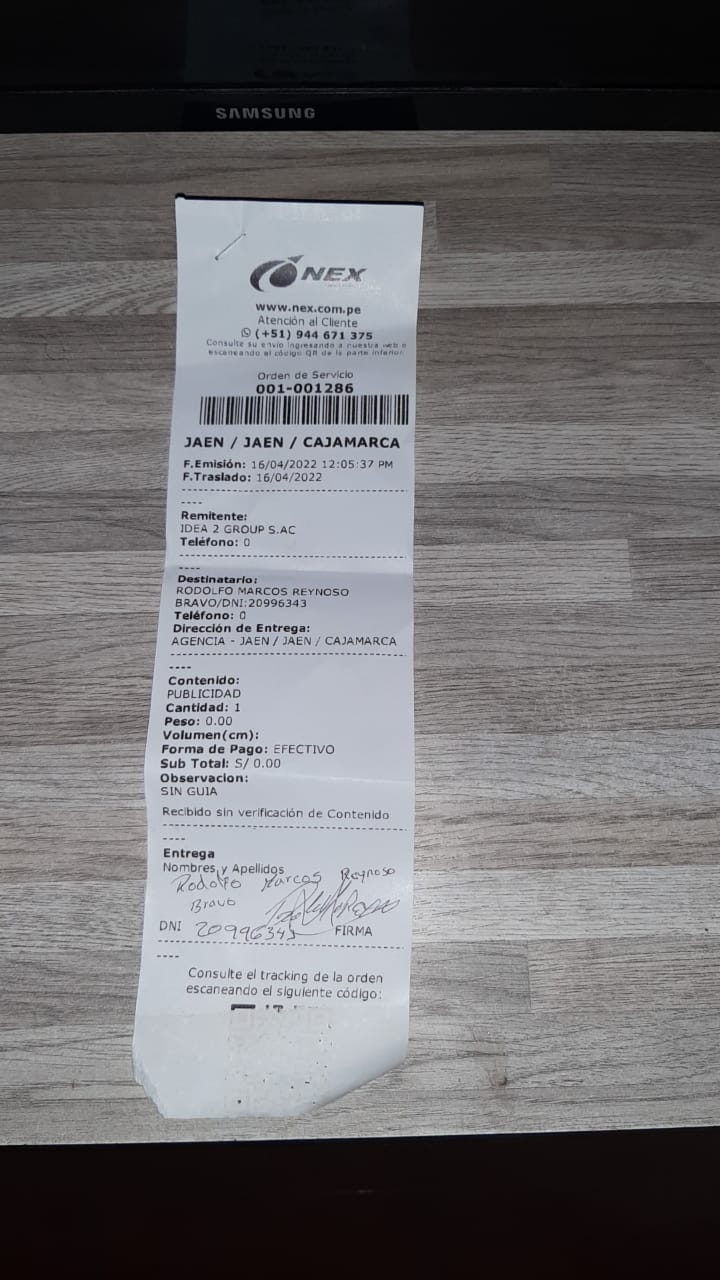 SAMSUNG
NEX
www.nex.com.pe
Atención al Cliente
(+51) 944 671 375
Consulte su envio ingresando a nuestra web o
escaneando el código QR de la parte inferior
Orden de Servicio
001-001286
JAEN / JAEN / CAJAMARCA
F.Emisión: 16/04/2022 12:05:37 PM
F.Traslado: 16/04/2022
----
Remitente:
IDEA 2 GROUP S.AC
Teléfono: 0
----
Destinatario:
RODOLFO MARCOS REYNOSO
BRAVO/DNI:20996343
Teléfono: 0
Dirección de Entrega:
AGENCIA - JAEN / JAEN / CAJAMARCA
----
Contenido:
PUBLICIDAD
Cantidad: 1
Peso: 0.00
Volumen(cm):
Forma de Pago: EFECTIVO
Sub Total: S/ 0.00
Observacion:
SIN GUIA
Recibido sin verificación de Contenido
----
Entrega
Nombres y Apellidos
Rodolfo Marcos Reynoso
Bravo
DNI 20996343 FIRMA
----
Consulte el tracking de la orden
escaneando el siguiente código: